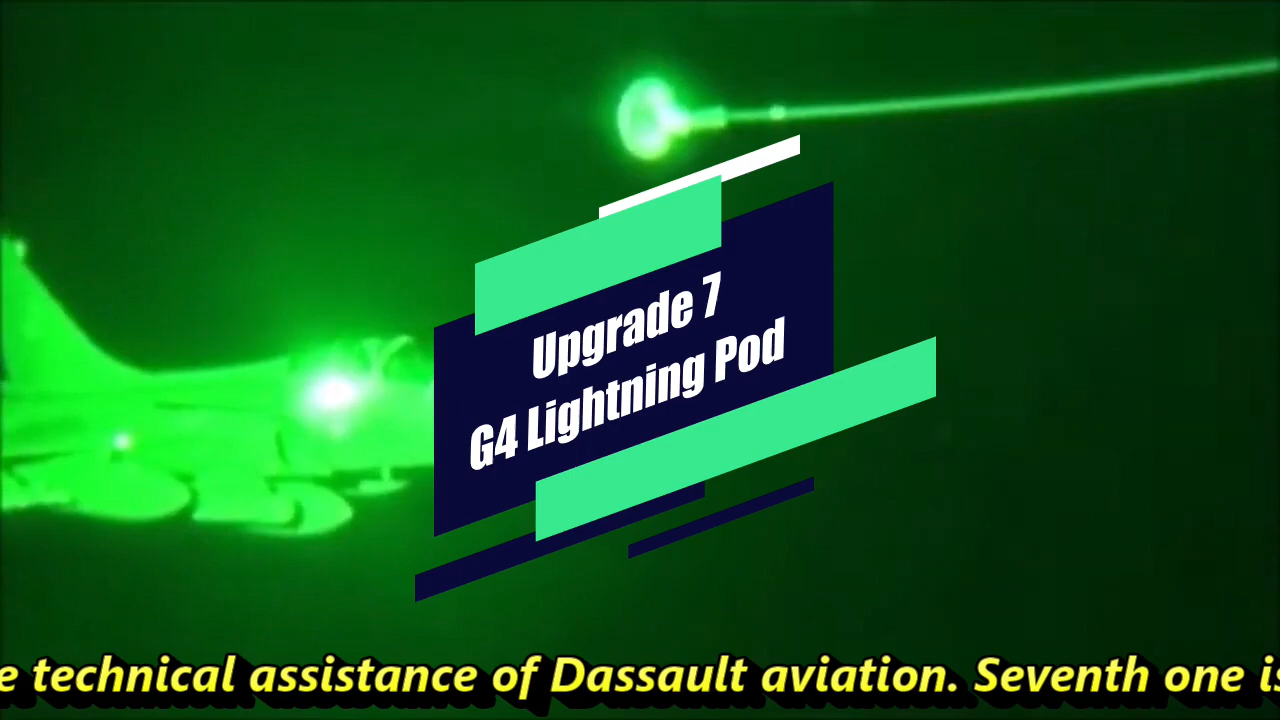 Upgrade 7
G4 Lightning Pod
e technical assistance of Dassault aviation. Seventh one is